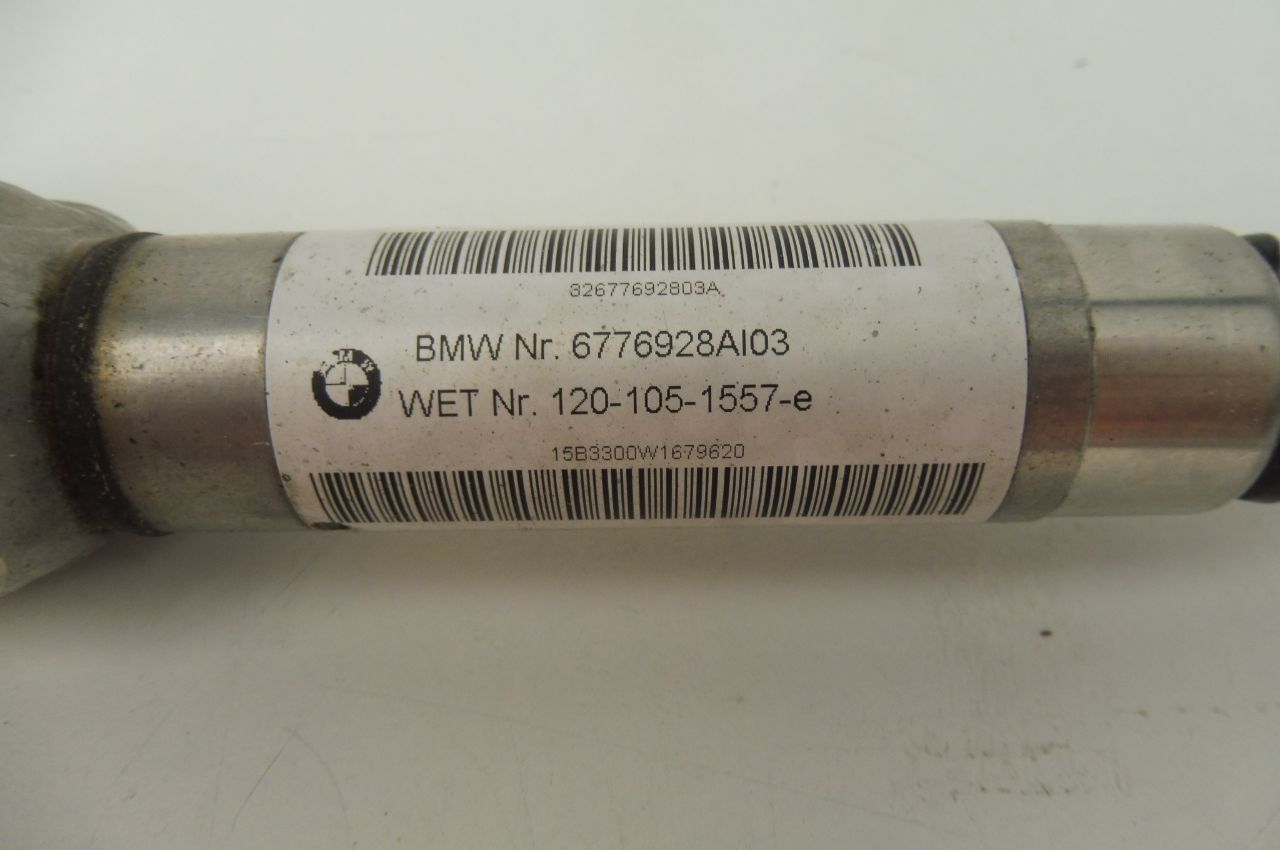 32677692803A
BMW Nr. 6776928AI03
WET Nr. 120-105-1557-e
15B3300W1679620